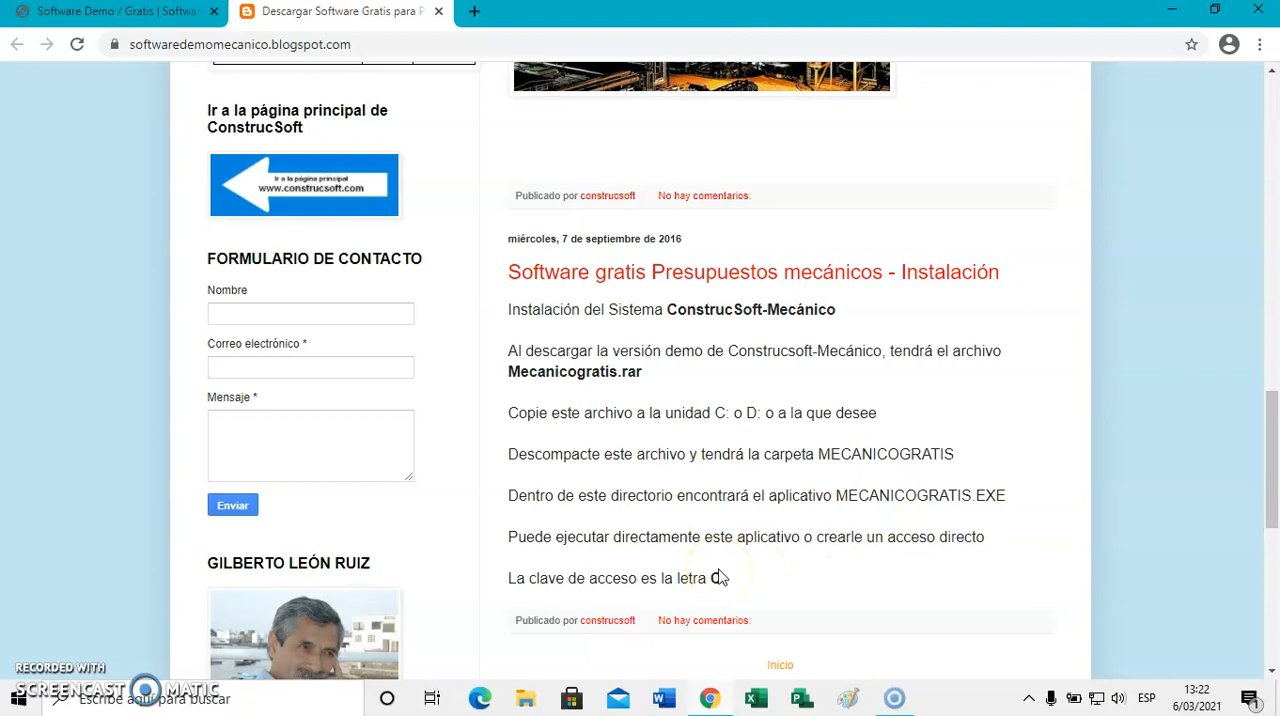 Software Demo / Gratis | Softwa
Descargar Software Gratis para P
softwaredemomecanico.blogspot.com
Ir a la página principal de
ConstrucSoft
Ir a la página principal
www.construcsoft.com
FORMULARIO DE CONTACTO
Nombre
Correo electrónico *
Mensaje *
Enviar
GILBERTO LEÓN RUIZ
Publicado por construcsoft No hay comentarios:
miércoles, 7 de septiembre de 2016
Software gratis Presupuestos mecánicos - Instalación
Instalación del Sistema ConstrucSoft-Mecánico
Al descargar la versión demo de Construcsoft-Mecánico, tendrá el archivo
Mecanicogratis.rar
Copie este archivo a la unidad C: o D: o a la que desee
Descompacte este archivo y tendrá la carpeta MECANICOGRATIS
Dentro de este directorio encontrará el aplicativo MECANICOGRATIS.EXE
Puede ejecutar directamente este aplicativo o crearle un acceso directo
La clave de acceso es la letra
Publicado por construcsoft No hay comentarios:
Inicio
RECORDED WITH
SCREENCAST MATIC
aquí para buscar
ESP
13:22
6/03/2021